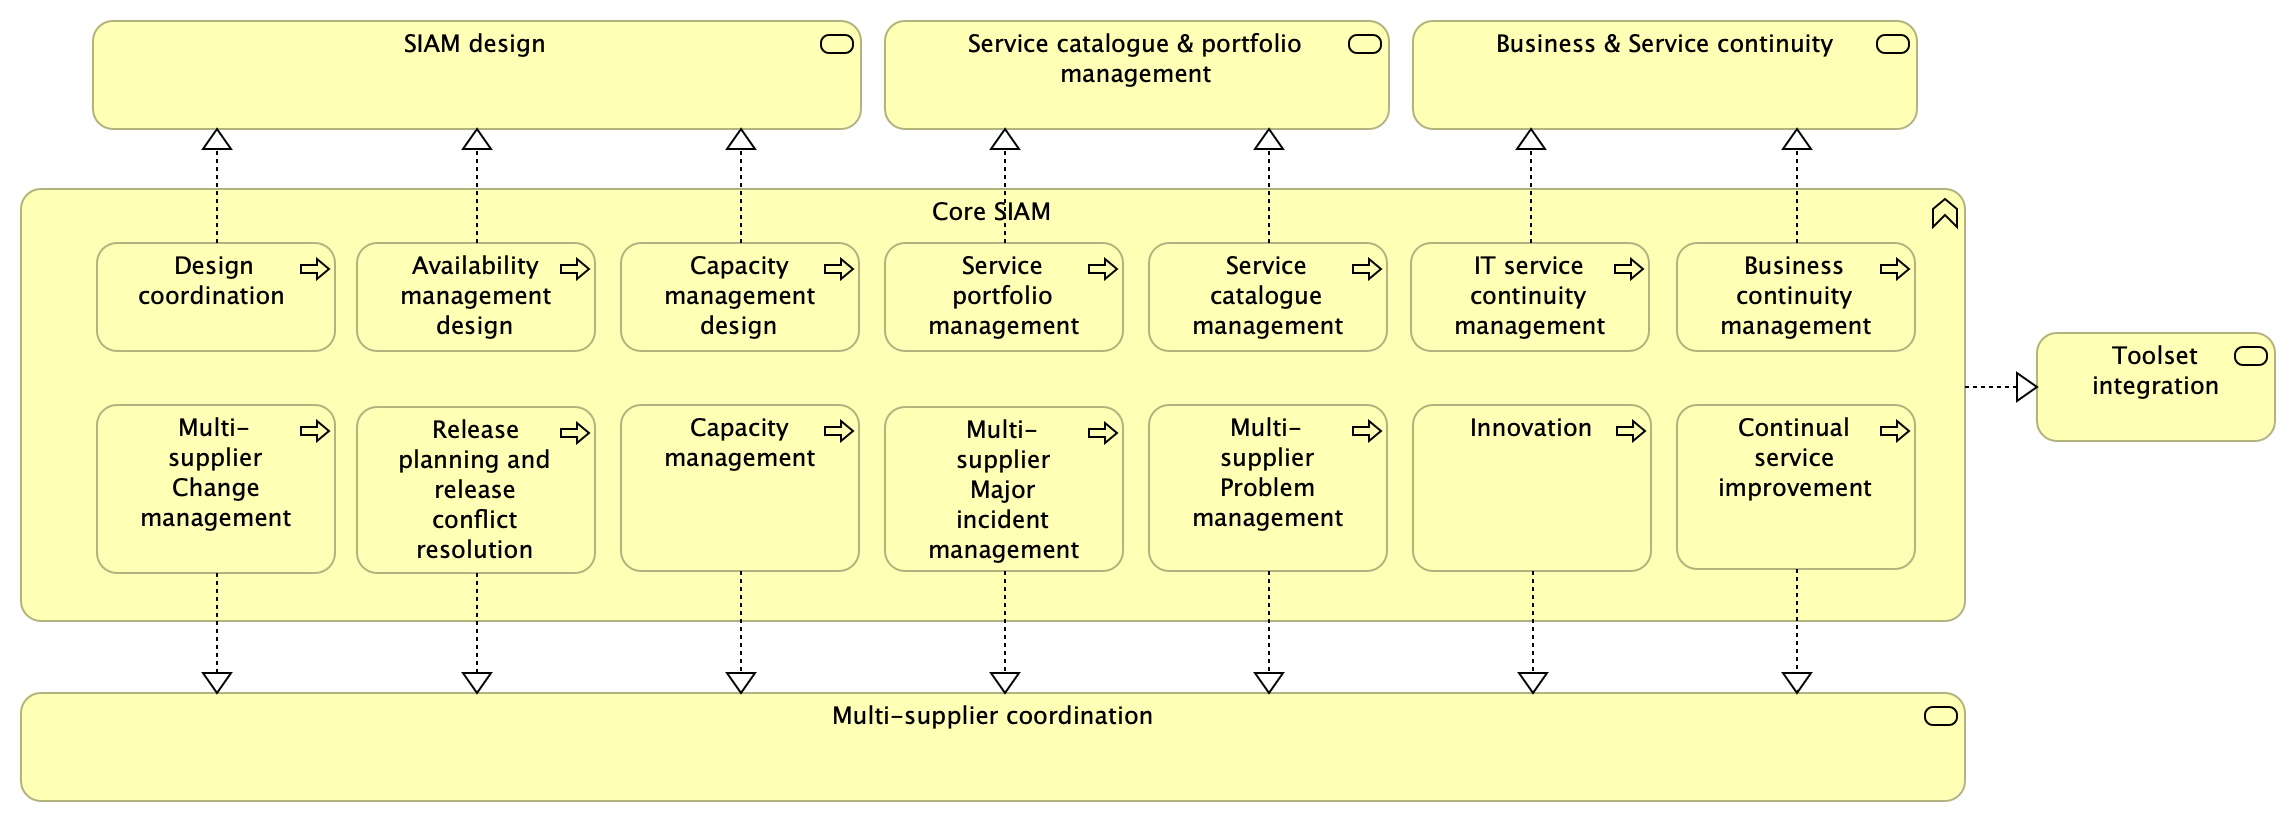 SIAM design
Service catalogue & portfolio
management
Business & Service continuity
Core SIAM
Design
coordination
Availability
management
design
Capacity
management
design
Service
portfolio
management
Service
catalogue
management
IT service
continuity
management
Business
continuity
management
Toolset
integration
Multi-
supplier
Change
management
Release
planning and
release
conflict
resolution
Capacity
management
Multi-
supplier
Major
incident
management
Multi-
supplier
Problem
management
Innovation
Continual
service
improvement
Multi-supplier coordination